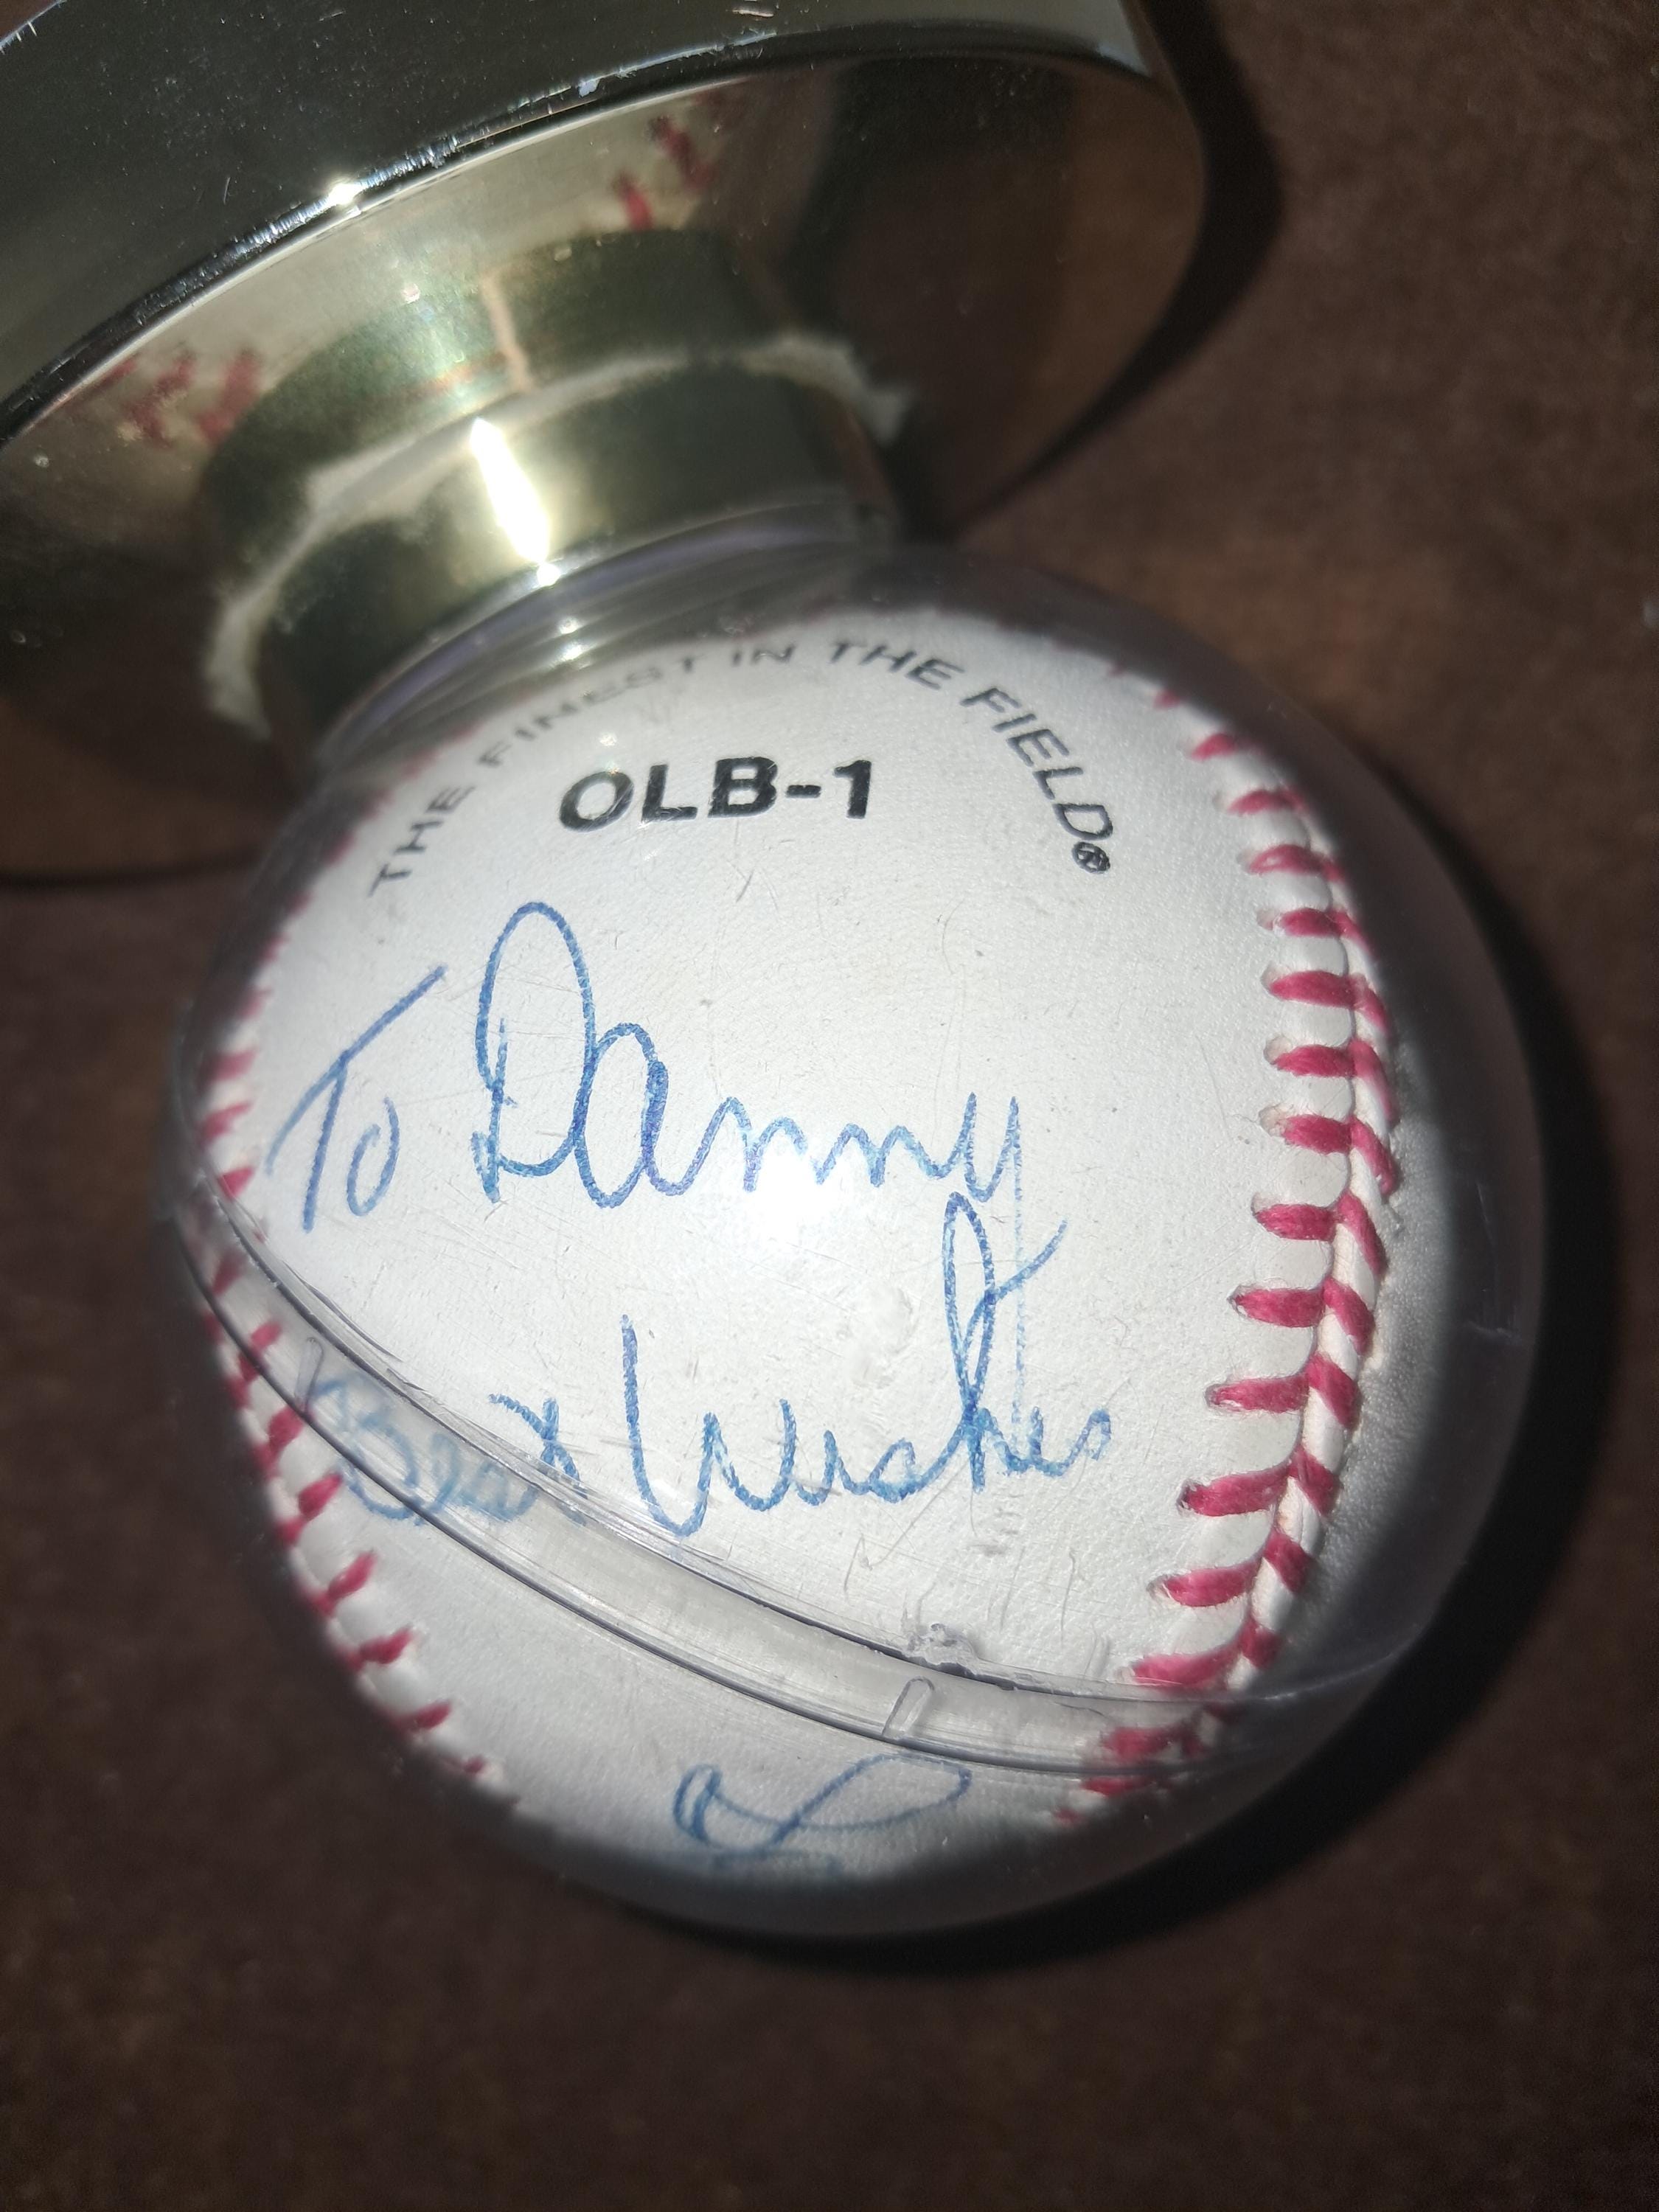 THE FINEST IN THE FIELD®
OLB-1
To Danny
Best Wishes